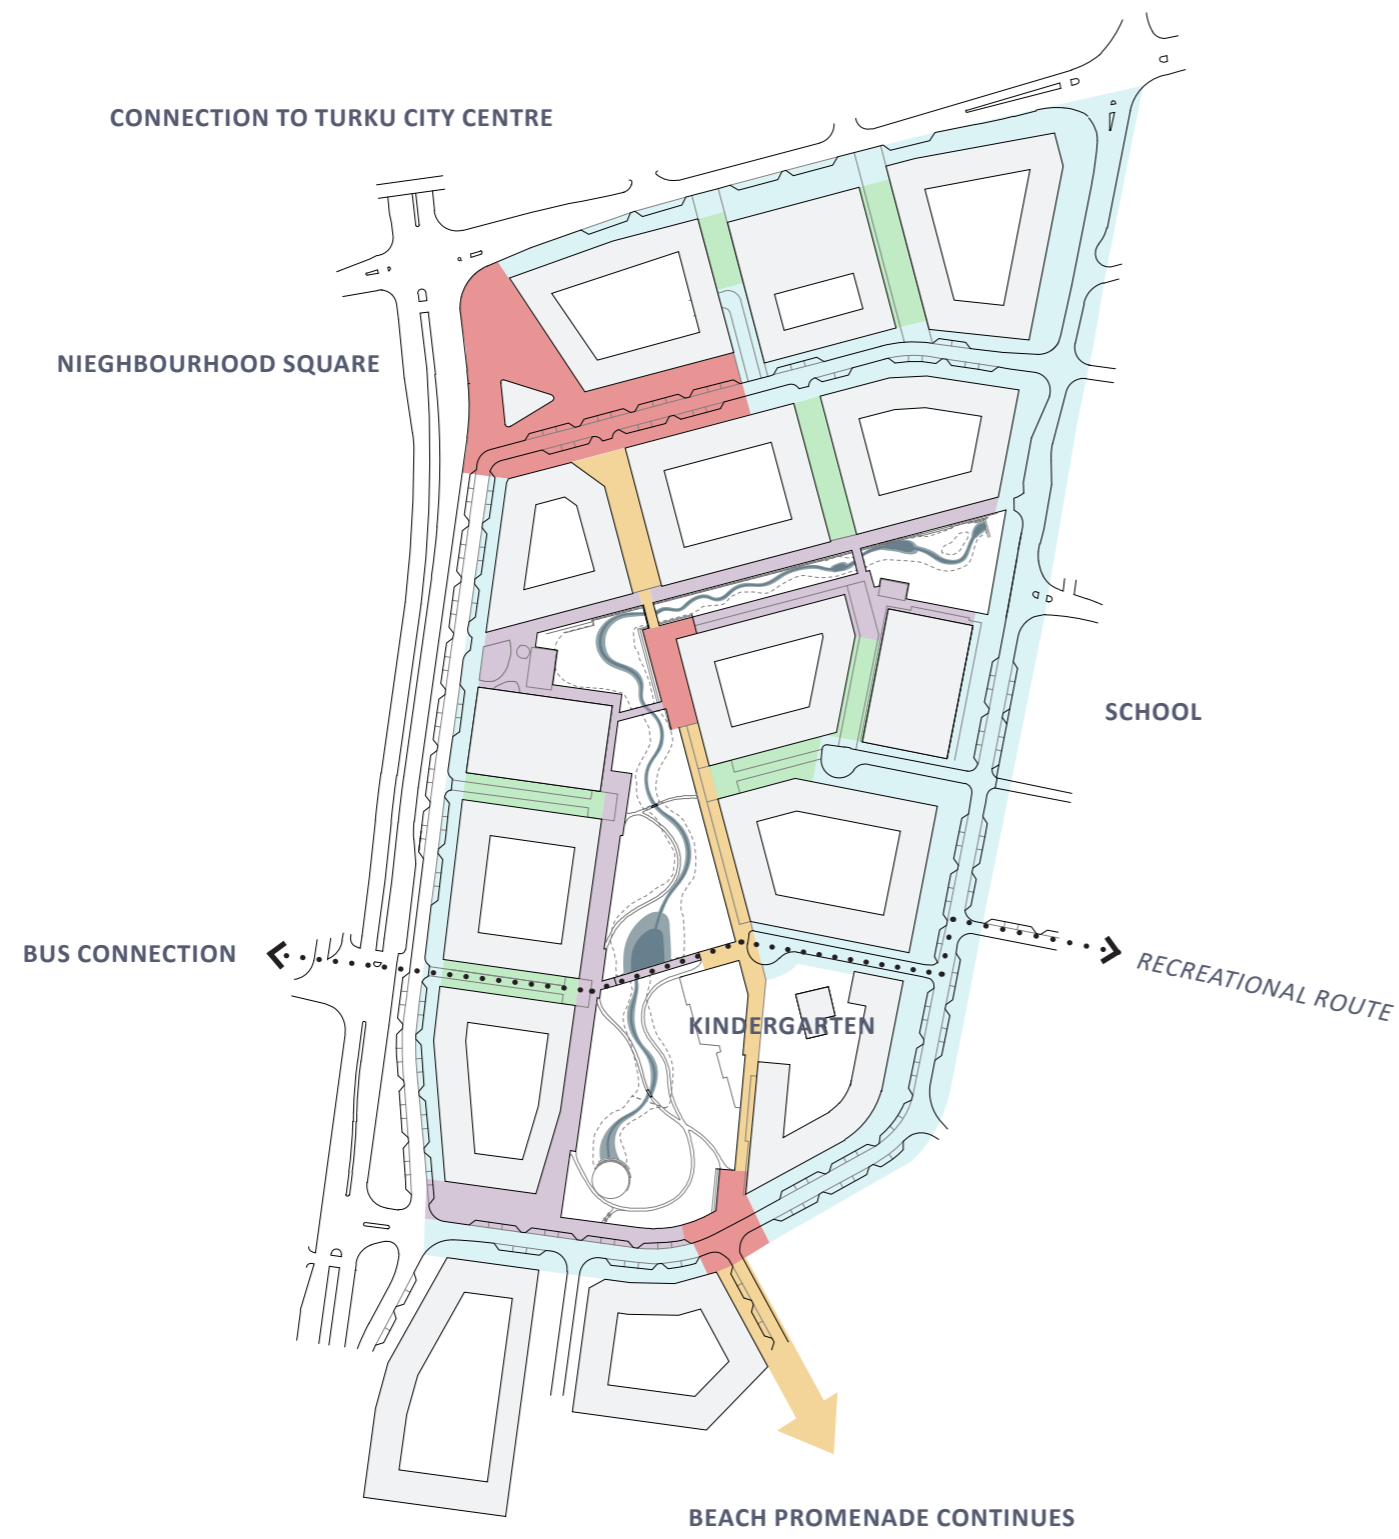 CONNECTION TO TURKU CITY CENTRE
NIEGHBOURHOOD SQUARE
SCHOOL
BUS CONNECTION
RECREATIONAL ROUTE
KINDERGARTEN
BEACH PROMENADE CONTINUES